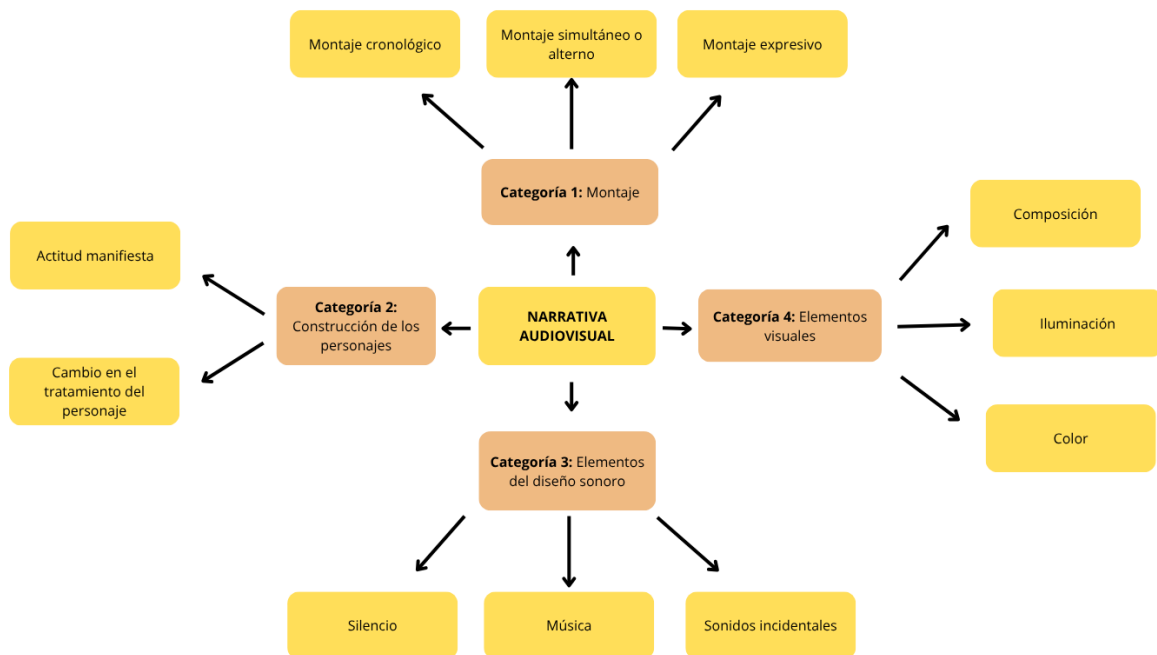 Montaje cronológico
Montaje simultáneo o
alterno
Montaje expresivo
Categoría 1: Montaje
Composición
Actitud manifiesta
Categoría 2:
Construcción de los
personajes
NARRATIVA
AUDIOVISUAL
Categoría 4: Elementos
visuales
Iluminación
Cambio en el
tratamiento del
personaje
Color
Categoría 3: Elementos
del diseño sonoro
Silencio
Música
Sonidos incidentales